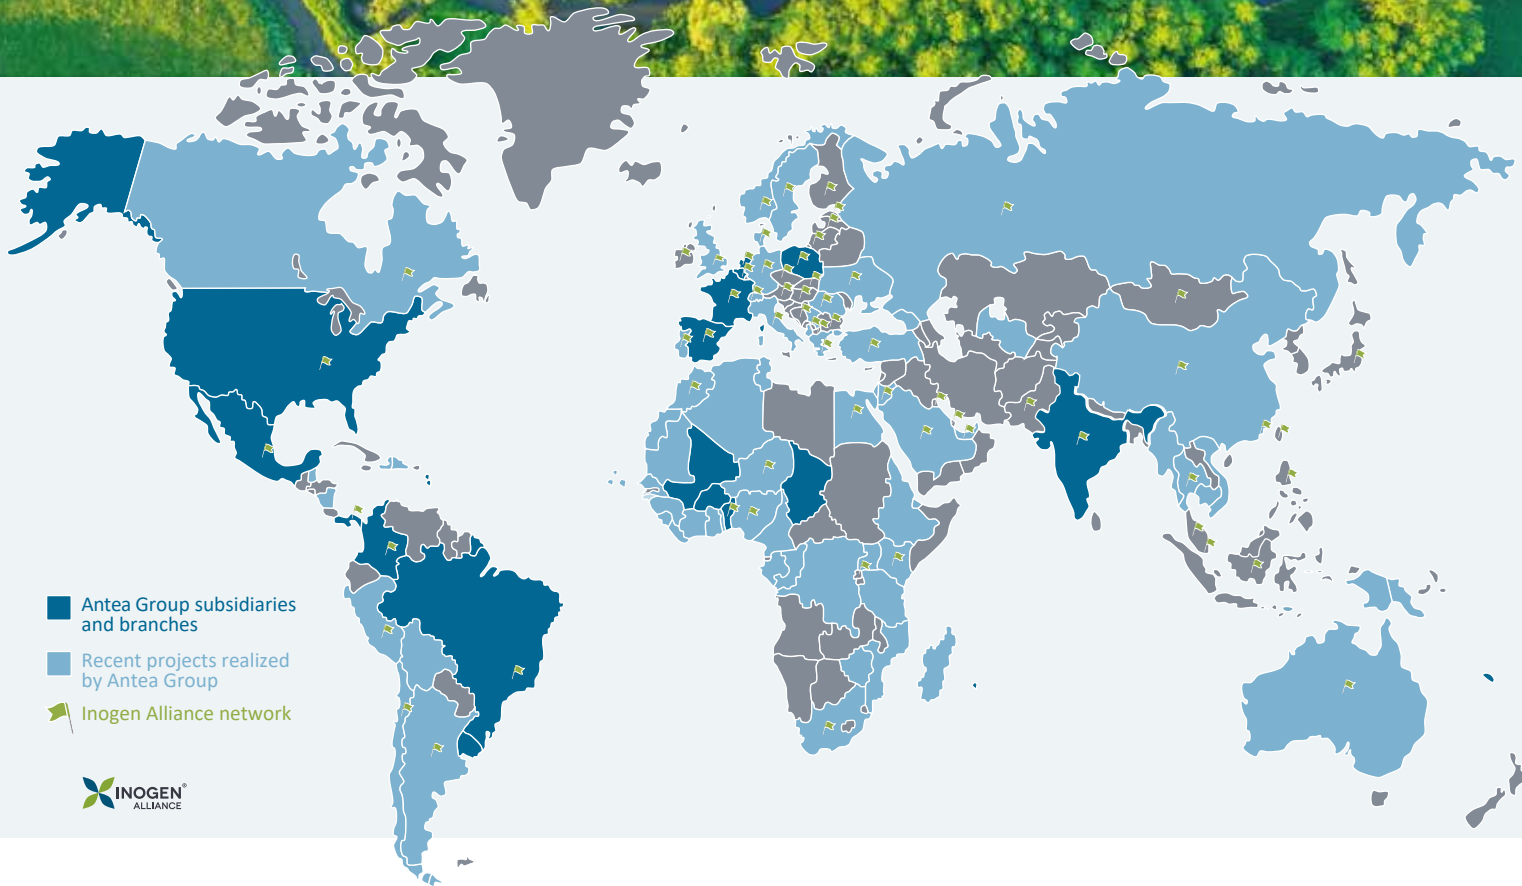 Antea Group subsidiaries
and branches
Recent projects realized
by Antea Group
Inogen Alliance network
INOGEN®
ALLIANCE